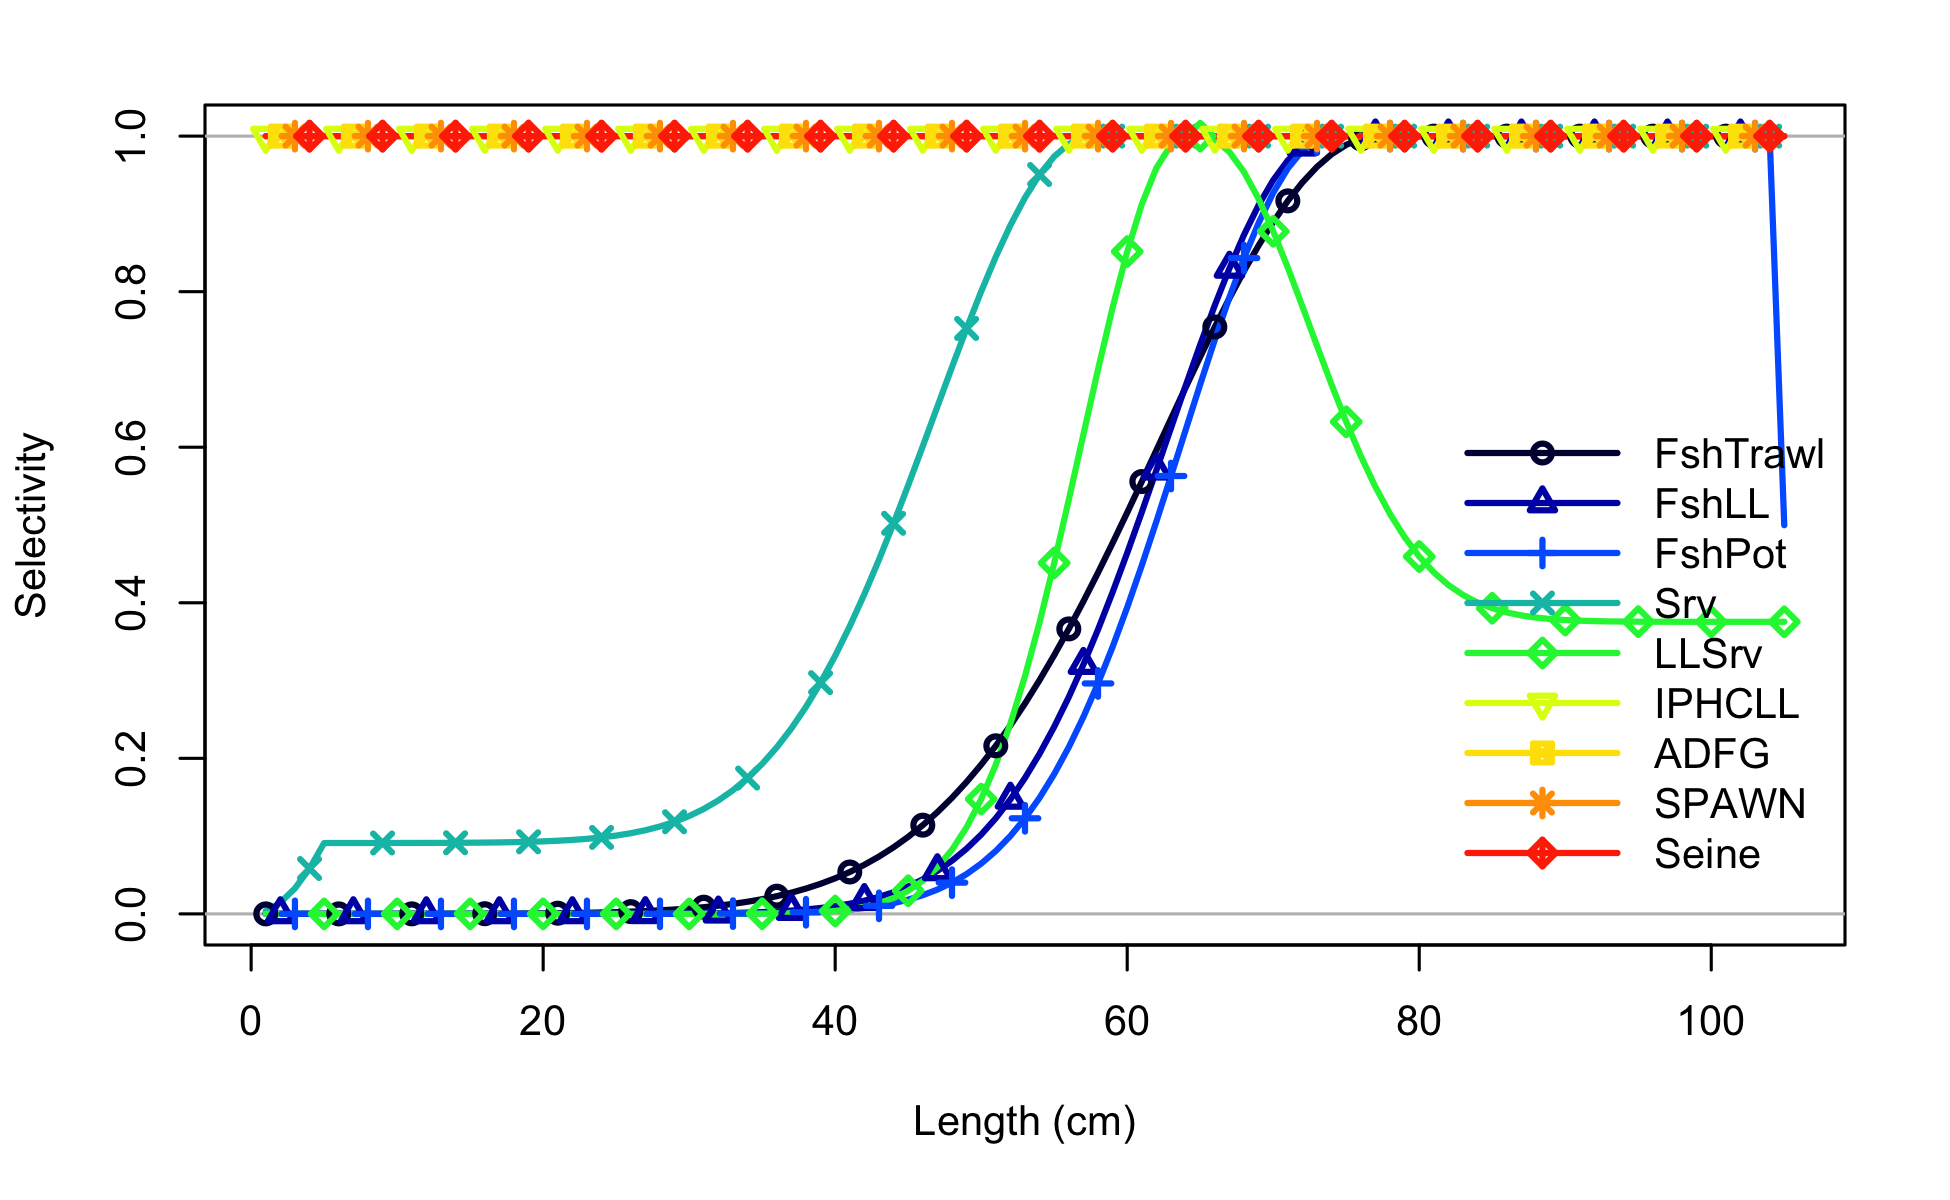 Selectivity
1.0
0.8
0.6
0.4
0.2
0.0
FshTrawl
FshLL
FshPot
Srv
LLSrv
IPHCLL
ADFG
SPAWN
Seine
0 20 40 60 80 100
Length (cm)